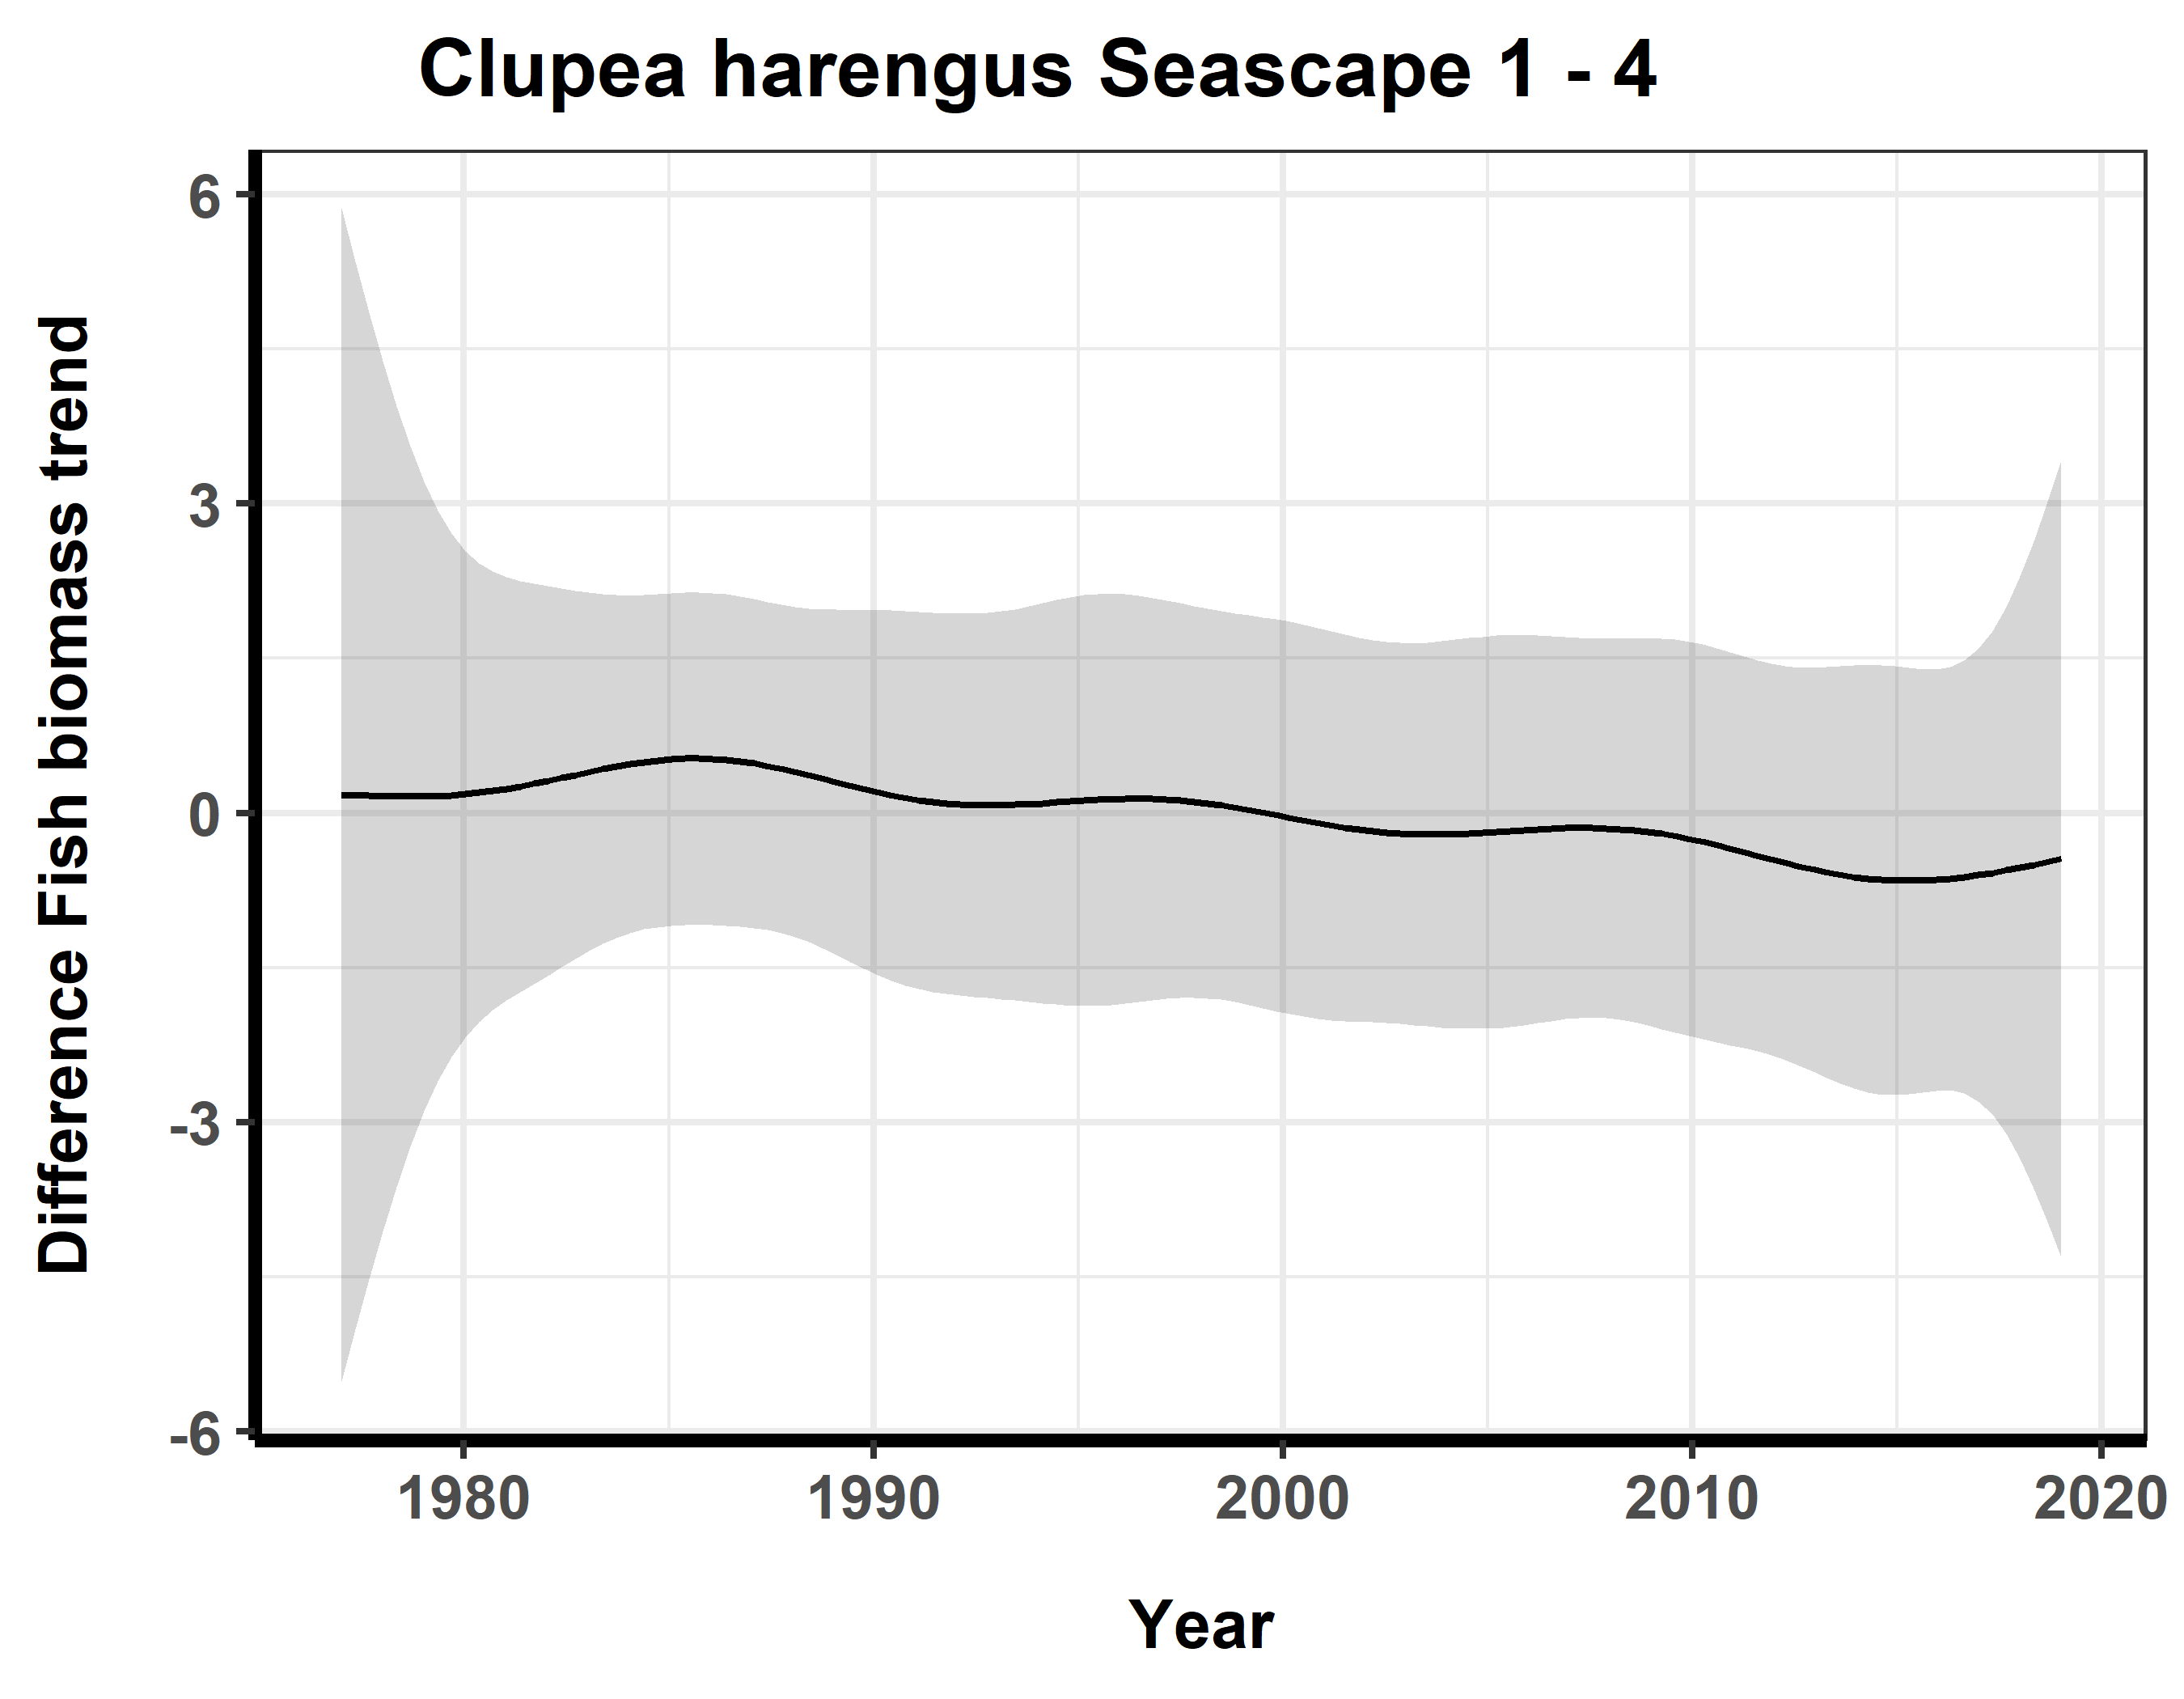 Clupea harengus Seascape 1 - 4
Difference Fish biomass trend
6
3
0
-3
-6
1980 1990 2000 2010 2020
Year